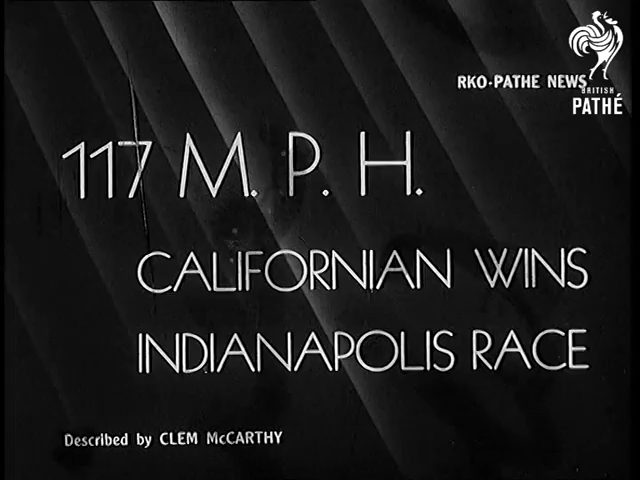 RKO-PATHE NEWS
BRITISH
PATHÉ
117 M. P. H.
CALIFORNIAN WINS
INDIANAPOLIS RACE
Described by CLEM McCARTHY